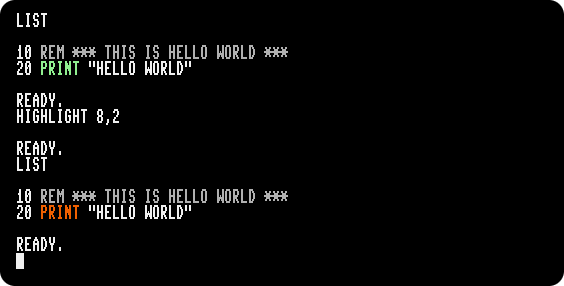 LIST
10 REM *** THIS IS HELLO WORLD ***
20 PRINT "HELLO WORLD"
READY.
HIGHLIGHT 8,2
READY.
LIST
10 REM *** THIS IS HELLO WORLD ***
20 PRINT "HELLO WORLD"
READY.